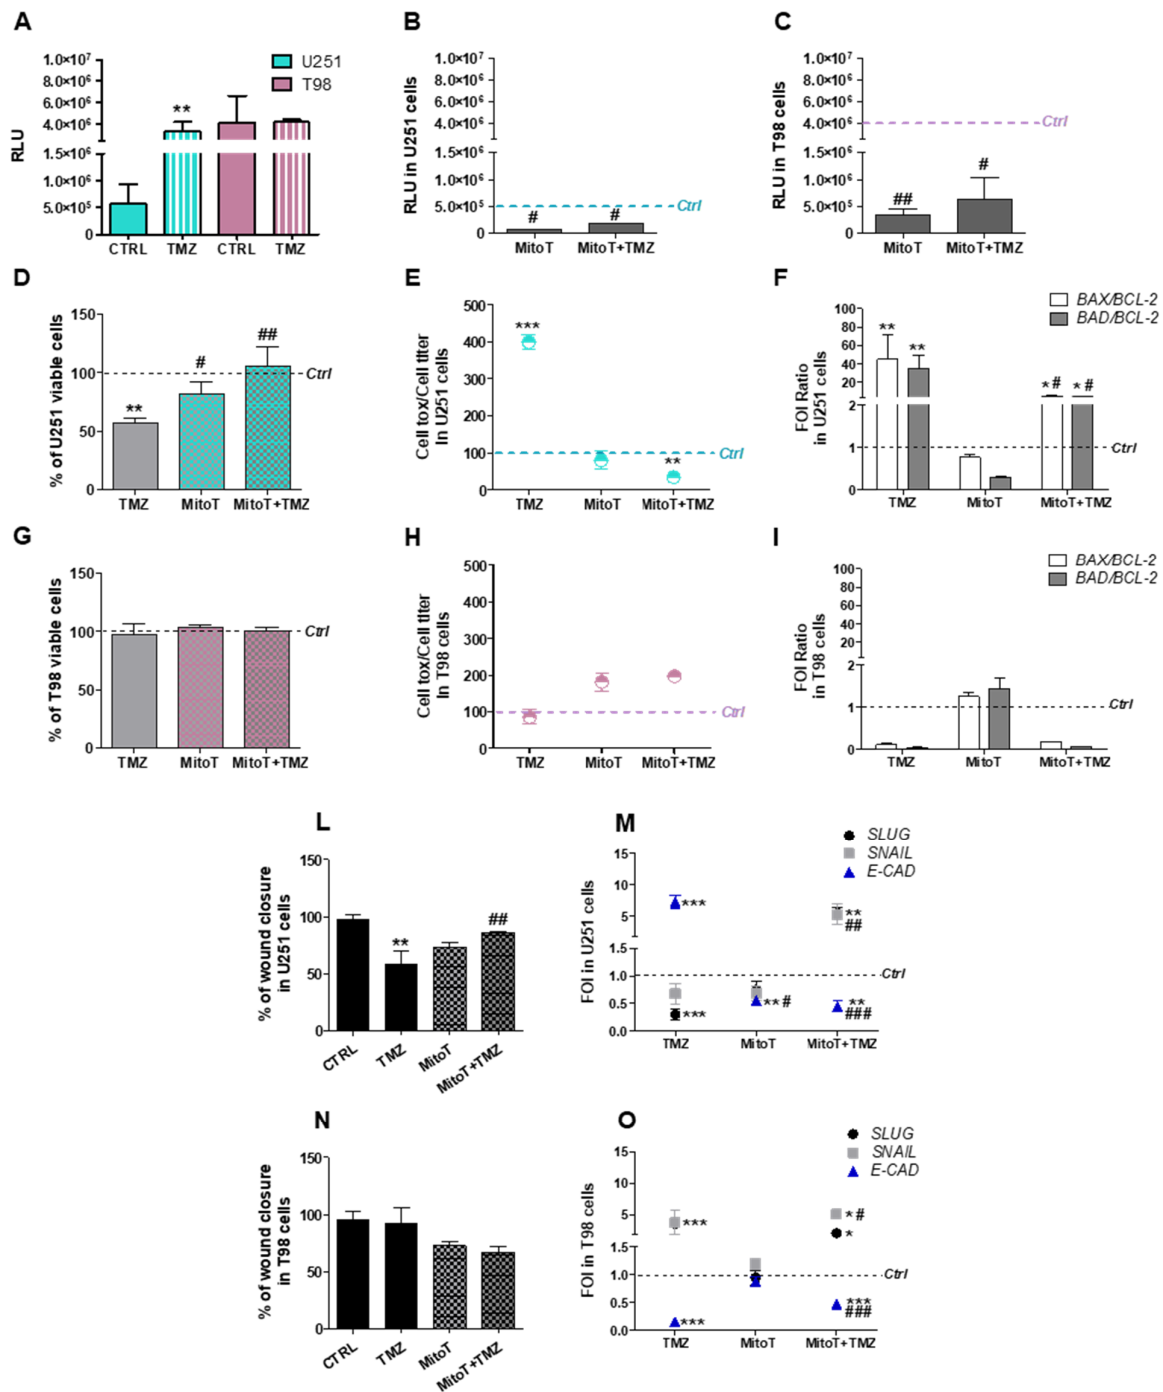 A
B
C
1.0×10⁷
8.0×10⁶
6.0×10⁶
4.0×10⁶
1.5×10⁶
1.0×10⁶
5.0×10⁵
0
RLU
U251
T98
**
CTRL
TMZ
CTRL
TMZ
1.0×10⁷
8.0×10⁶
6.0×10⁶
4.0×10⁶
1.5×10⁶
1.0×10⁶
5.0×10⁵
0
RLU in U251 cells
Ctrl
#
#
MitoT
MitoT+TMZ
1.0×10⁷
8.0×10⁶
6.0×10⁶
4.0×10⁶
1.5×10⁶
1.0×10⁶
5.0×10⁵
0
RLU in T98 cells
Ctrl
##
#
MitoT
MitoT+TMZ
D
E
F
150
100
50
0
% of U251 viable cells
**
#
##
Ctrl
TMZ
MitoT
MitoT+TMZ
500
400
300
400
200
100
0
Cell tox/Cell titer
In U251 cells
***
**
Ctrl
TMZ
MitoT
MitoT+TMZ
BAX/BCL-2
BAD/BCL-2
100
80
60
40
20
2
1
0
FOI Ratio
in U251 cells
**
**
*#
*#
Ctrl
TMZ
MitoT
MitoT+TMZ
G
H
I
150
100
50
0
% of T98 viable cells
Ctrl
TMZ
MitoT
MitoT+TMZ
500
400
300
200
100
0
Cell tox/Cell titer
In T98 cells
Ctrl
TMZ
MitoT
MitoT+TMZ
BAX/BCL-2
BAD/BCL-2
100
80
60
40
20
2
1
0
FOI Ratio
in T98 cells
Ctrl
TMZ
MitoT
MitoT+TMZ
L
M
150
100
50
0
% of wound closure
in U251 cells
**
##
CTRL
TMZ
MitoT
MitoT+TMZ
SLUG
SNAIL
E-CAD
15
10
5
1.5
1.0
0.5
0.0
FOI in U251 cells
***
***
**#
**
##
**
###
Ctrl
TMZ
MitoT
MitoT+TMZ
N
O
150
100
50
0
% of wound closure
in T98 cells
CTRL
TMZ
MitoT
MitoT+TMZ
SLUG
SNAIL
E-CAD
15
10
5
1.5
1.0
0.5
0.0
FOI in T98 cells
***
***
*#
*
***
###
Ctrl
TMZ
MitoT
MitoT+TMZ